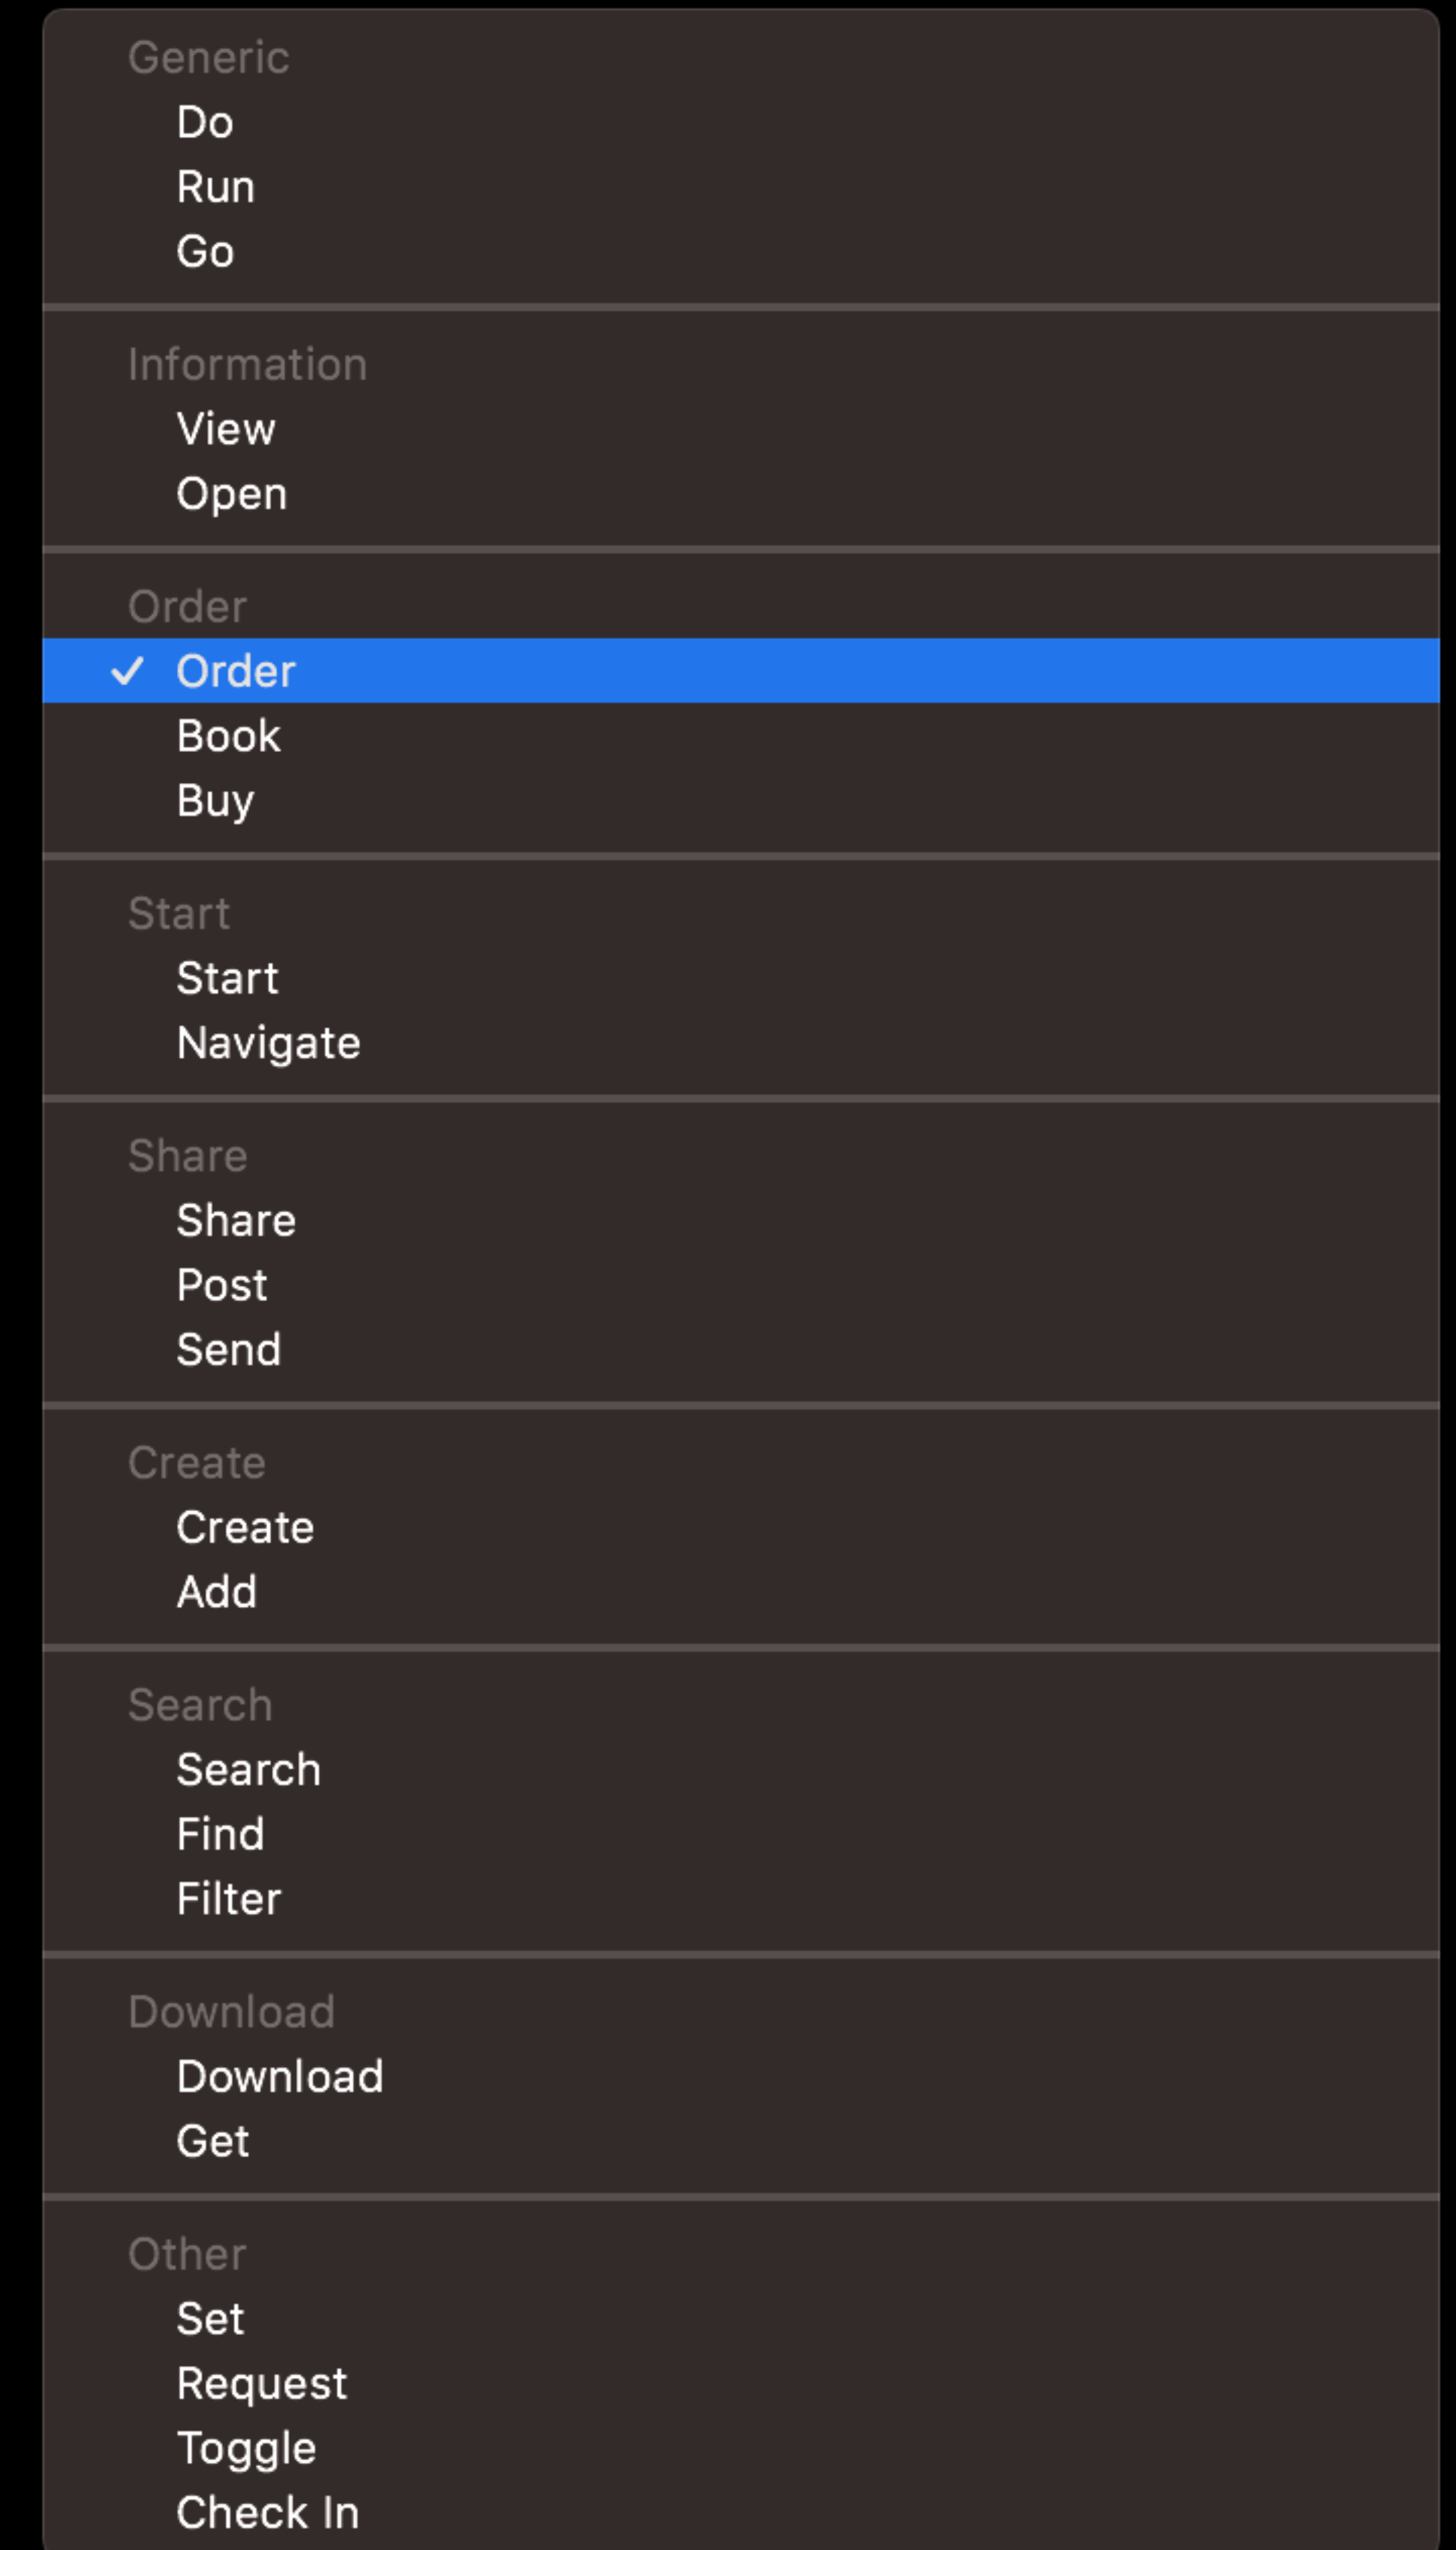 Generic
Do
Run
Go
Information
View
Open
Order
Order
Book
Buy
Start
Start
Navigate
Share
Share
Post
Send
Create
Create
Add
Search
Search
Find
Filter
Download
Download
Get
Other
Set
Request
Toggle
Check In